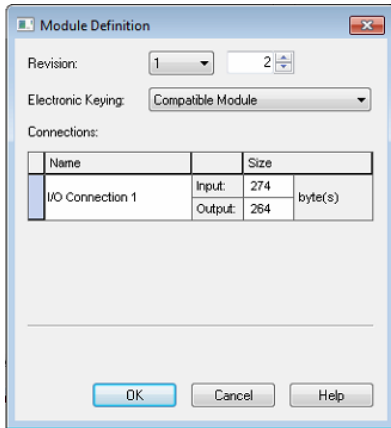 Module Definition
Revision: 1 2
Electronic Keying: Compatible Module
Connections:
Name Size
I/O Connection 1 Input: 274 byte(s)
Output: 264
OK Cancel Help